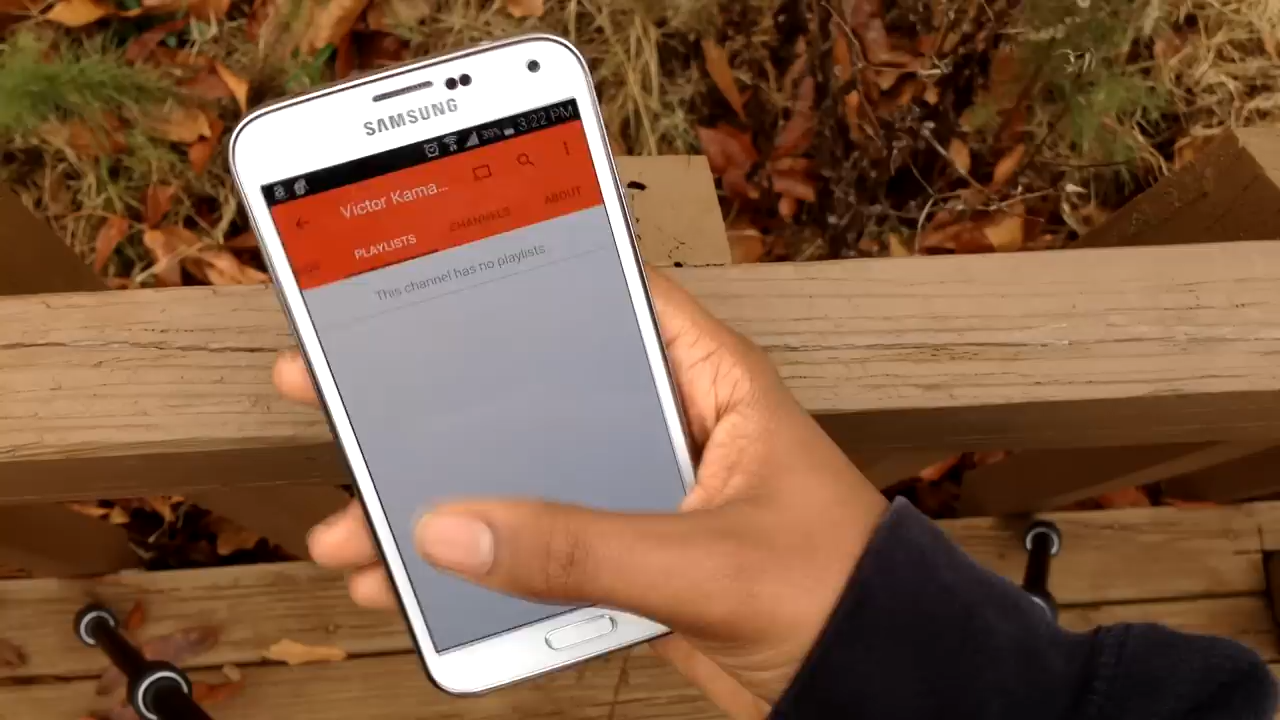 SAMSUNG
39% 3:22 PM
Victor Kama...
PLAYLISTS CHANNELS ABOUT
This channel has no playlists